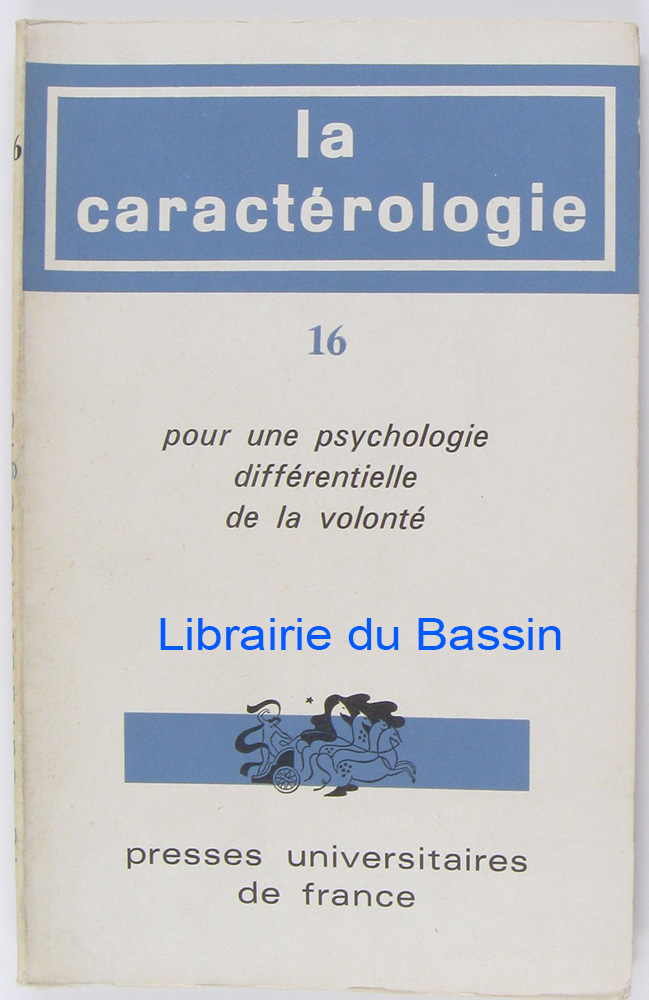 la
caractérologie
16
pour une psychologie
différentielle
de la volonté
Librairie du Bassin
presses universitaires
de france